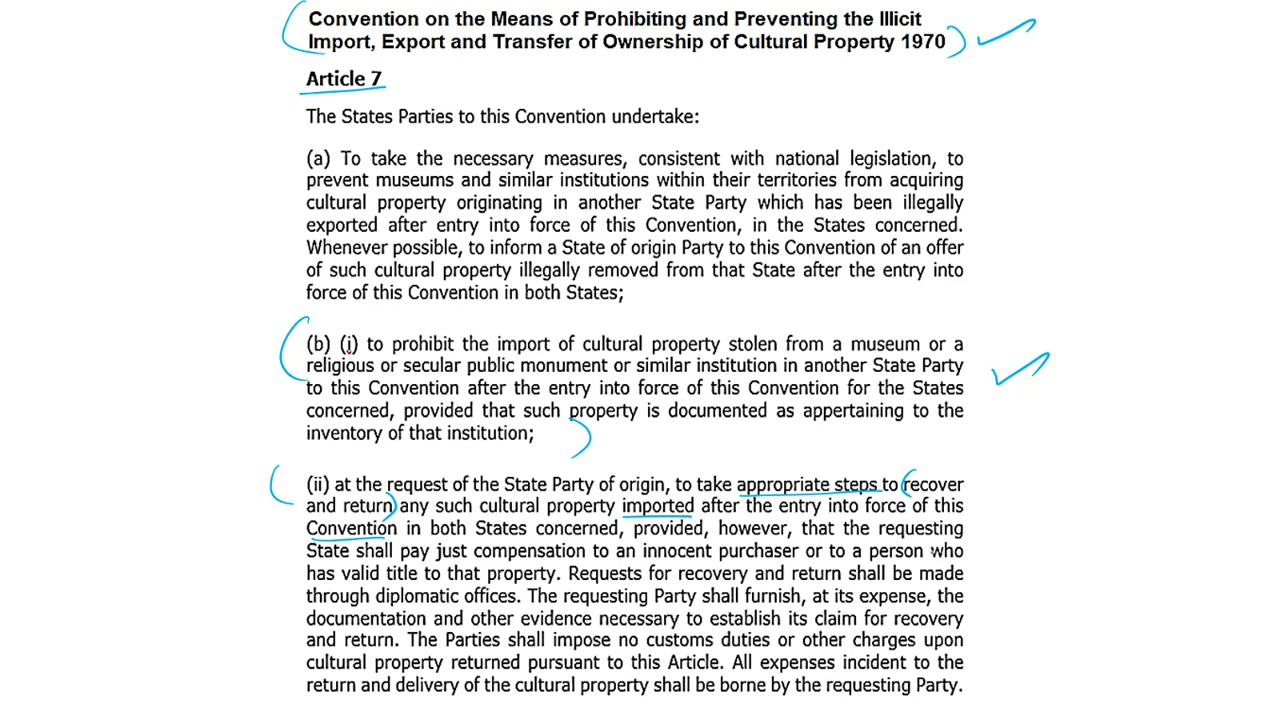 Convention on the Means of Prohibiting and Preventing the Illicit
Import, Export and Transfer of Ownership of Cultural Property 1970
Article 7
The States Parties to this Convention undertake:
(a) To take the necessary measures, consistent with national legislation, to
prevent museums and similar institutions within their territories from acquiring
cultural property originating in another State Party which has been illegally
exported after entry into force of this Convention, in the States concerned.
Whenever possible, to inform a State of origin Party to this Convention of an offer
of such cultural property illegally removed from that State after the entry into
force of this Convention in both States;
(b) (i) to prohibit the import of cultural property stolen from a museum or a
religious or secular public monument or similar institution in another State Party
to this Convention after the entry into force of this Convention for the States
concerned, provided that such property is documented as appertaining to the
inventory of that institution;
(ii) at the request of the State Party of origin, to take appropriate steps to recover
and return any such cultural property imported after the entry into force of this
Convention in both States concerned, provided, however, that the requesting
State shall pay just compensation to an innocent purchaser or to a person who
has valid title to that property. Requests for recovery and return shall be made
through diplomatic offices. The requesting Party shall furnish, at its expense, the
documentation and other evidence necessary to establish its claim for recovery
and return. The Parties shall impose no customs duties or other charges upon
cultural property returned pursuant to this Article. All expenses incident to the
return and delivery of the cultural property shall be borne by the requesting Party.